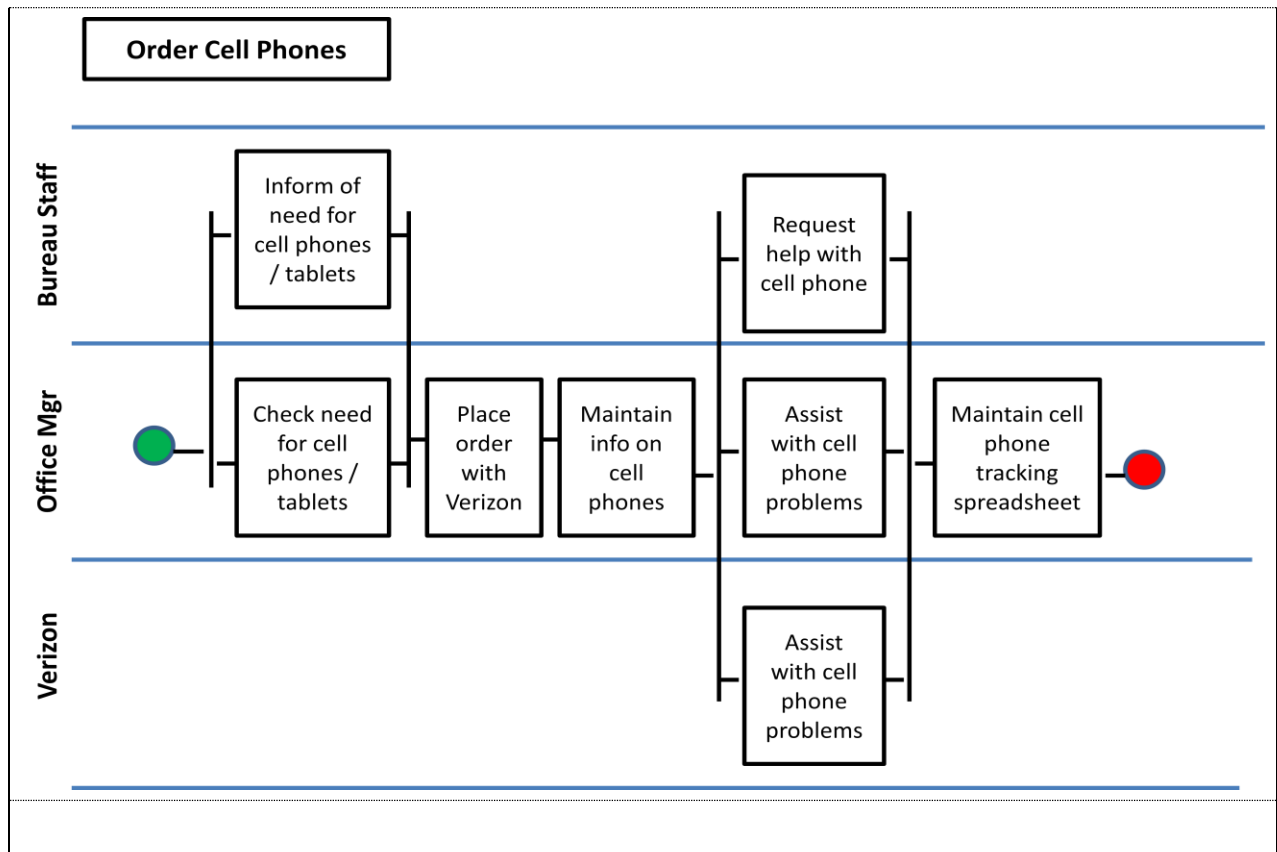 Order Cell Phones
Bureau Staff
Inform of
need for
cell phones
/ tablets
Request
help with
cell phone
Office Mgr
Check need
for cell
phones /
tablets
Place
order
with
Verizon
Maintain
info on
cell
phones
Assist
with cell
phone
problems
Maintain cell
phone
tracking
spreadsheet
Verizon
Assist
with cell
phone
problems